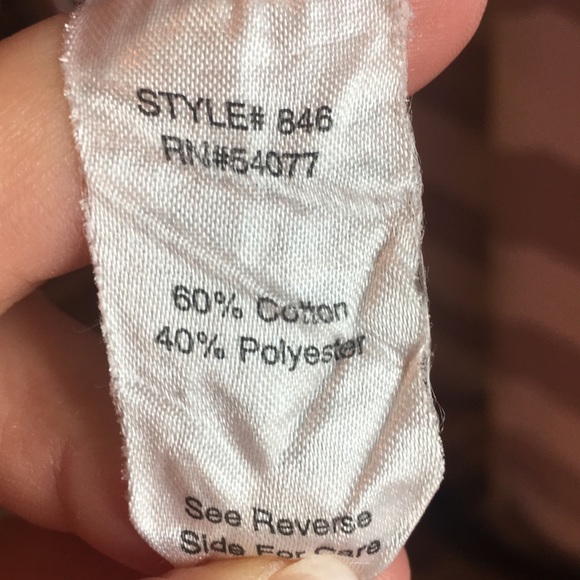 STYLE# 846
RN#54077
60% Cotton
40% Polyester
See Reverse
Side For Care